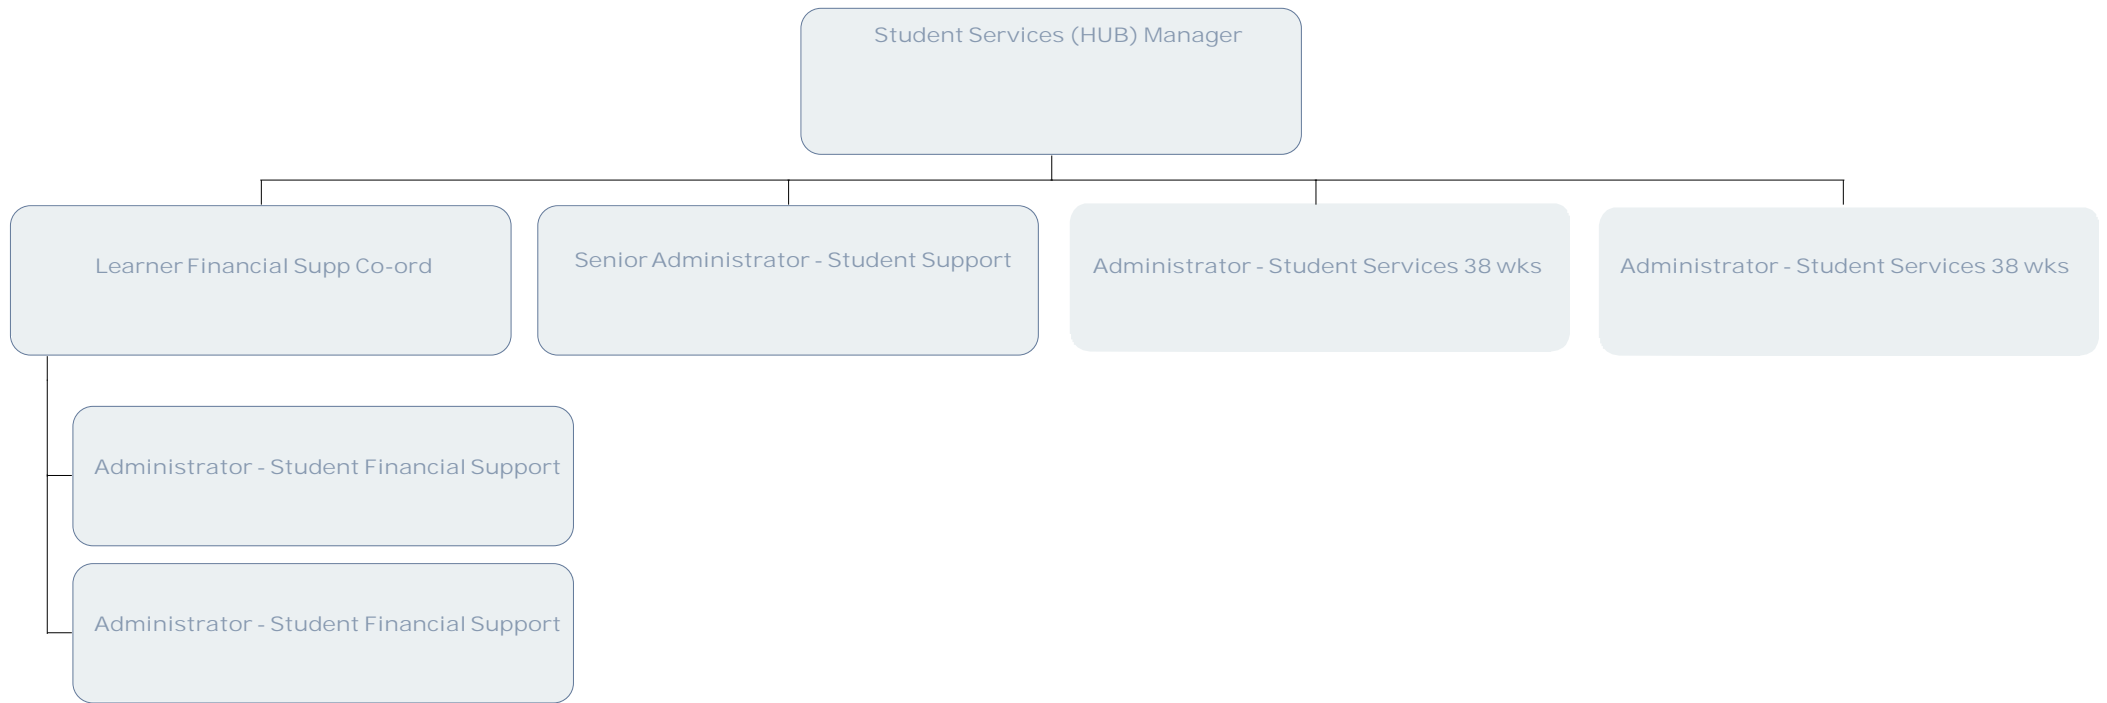 Student Services (HUB) Manager
Learner Financial Supp Co-ord
Senior Administrator - Student Support
Administrator - Student Services 38 wks
Administrator - Student Services 38 wks
Administrator - Student Financial Support
Administrator - Student Financial Support